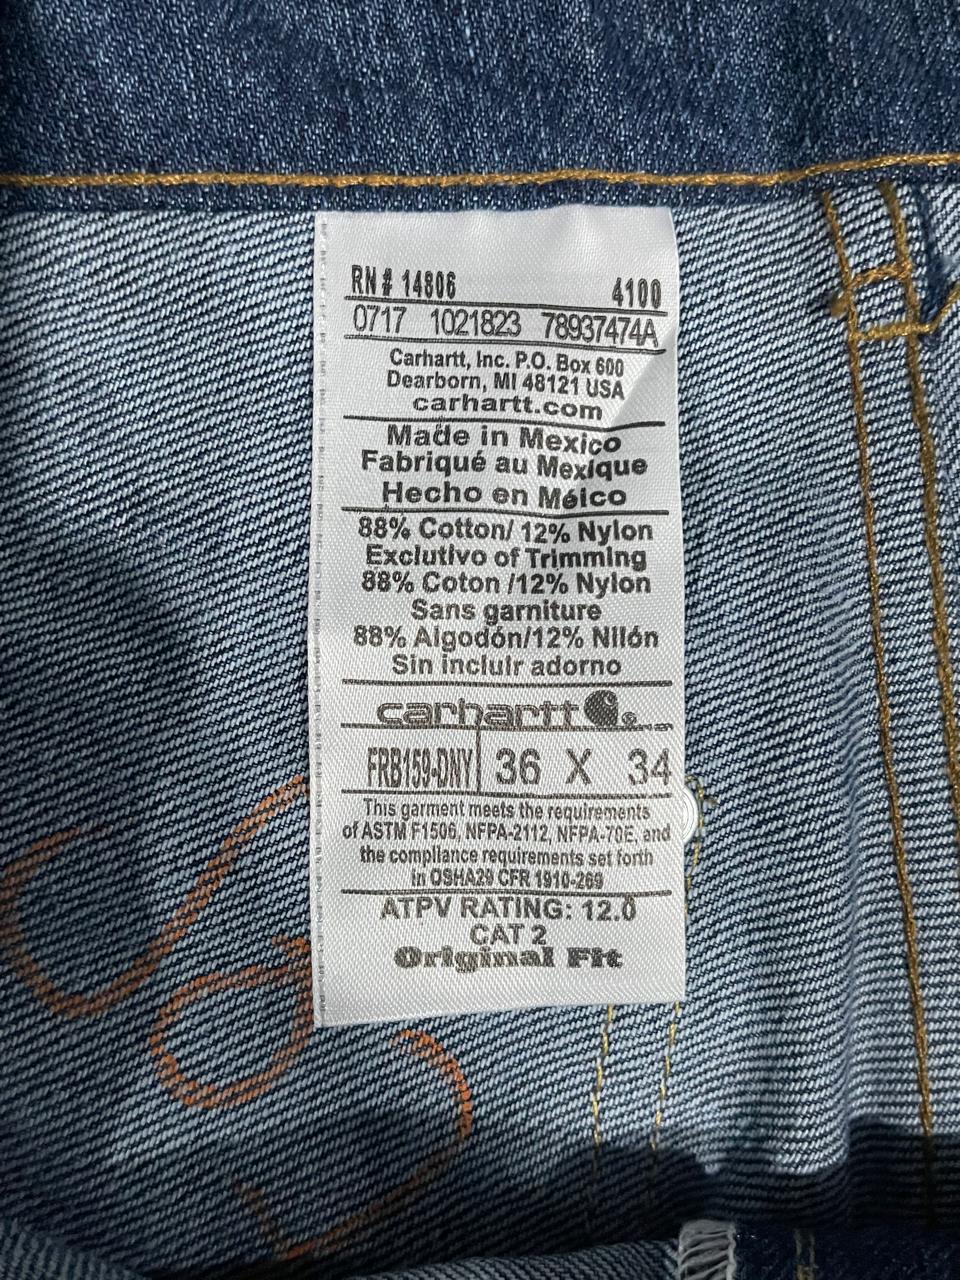 RN# 14806 4100
0717 1021823 78937474A
Carhartt, Inc. P.O. Box 600
Dearborn, MI 48121 USA
carhartt.com
Made in Mexico
Fabriqué au Mexique
Hecho en Méico
88% Cotton/ 12% Nylon
Exclutivo of Trimming
88% Coton /12% Nylon
Sans garniture
88% Algodón/12% Nilón
Sin incluir adorno
carhartt
FRB159-DNY 36 X 34
This garment meets the requirements
of ASTM F1506, NFPA-2112, NFPA-70E, and
the compliance requirements set forth
in OSHA29 CFR 1910-269
ATPV RATING: 12.0
CAT 2
Original Fit